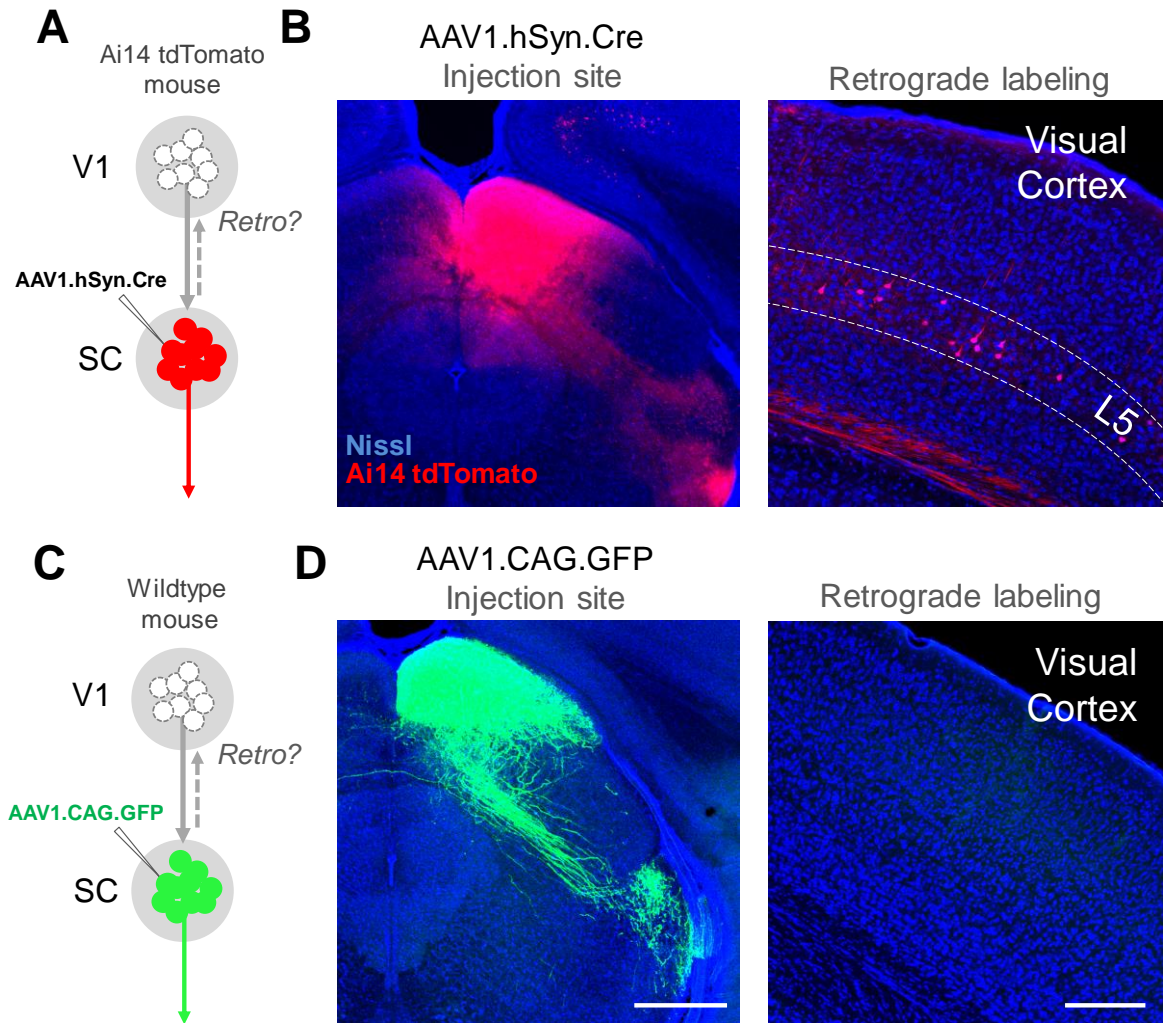 A
Ai14 tdTomato
mouse
V1
Retro?
AAV1.hSyn.Cre
SC
B
AAV1.hSyn.Cre
Injection site
Nissl
Ai14 tdTomato
Retrograde labeling
Visual
Cortex
L5
C
Wildtype
mouse
V1
Retro?
AAV1.CAG.GFP
SC
D
AAV1.CAG.GFP
Injection site
Retrograde labeling
Visual
Cortex